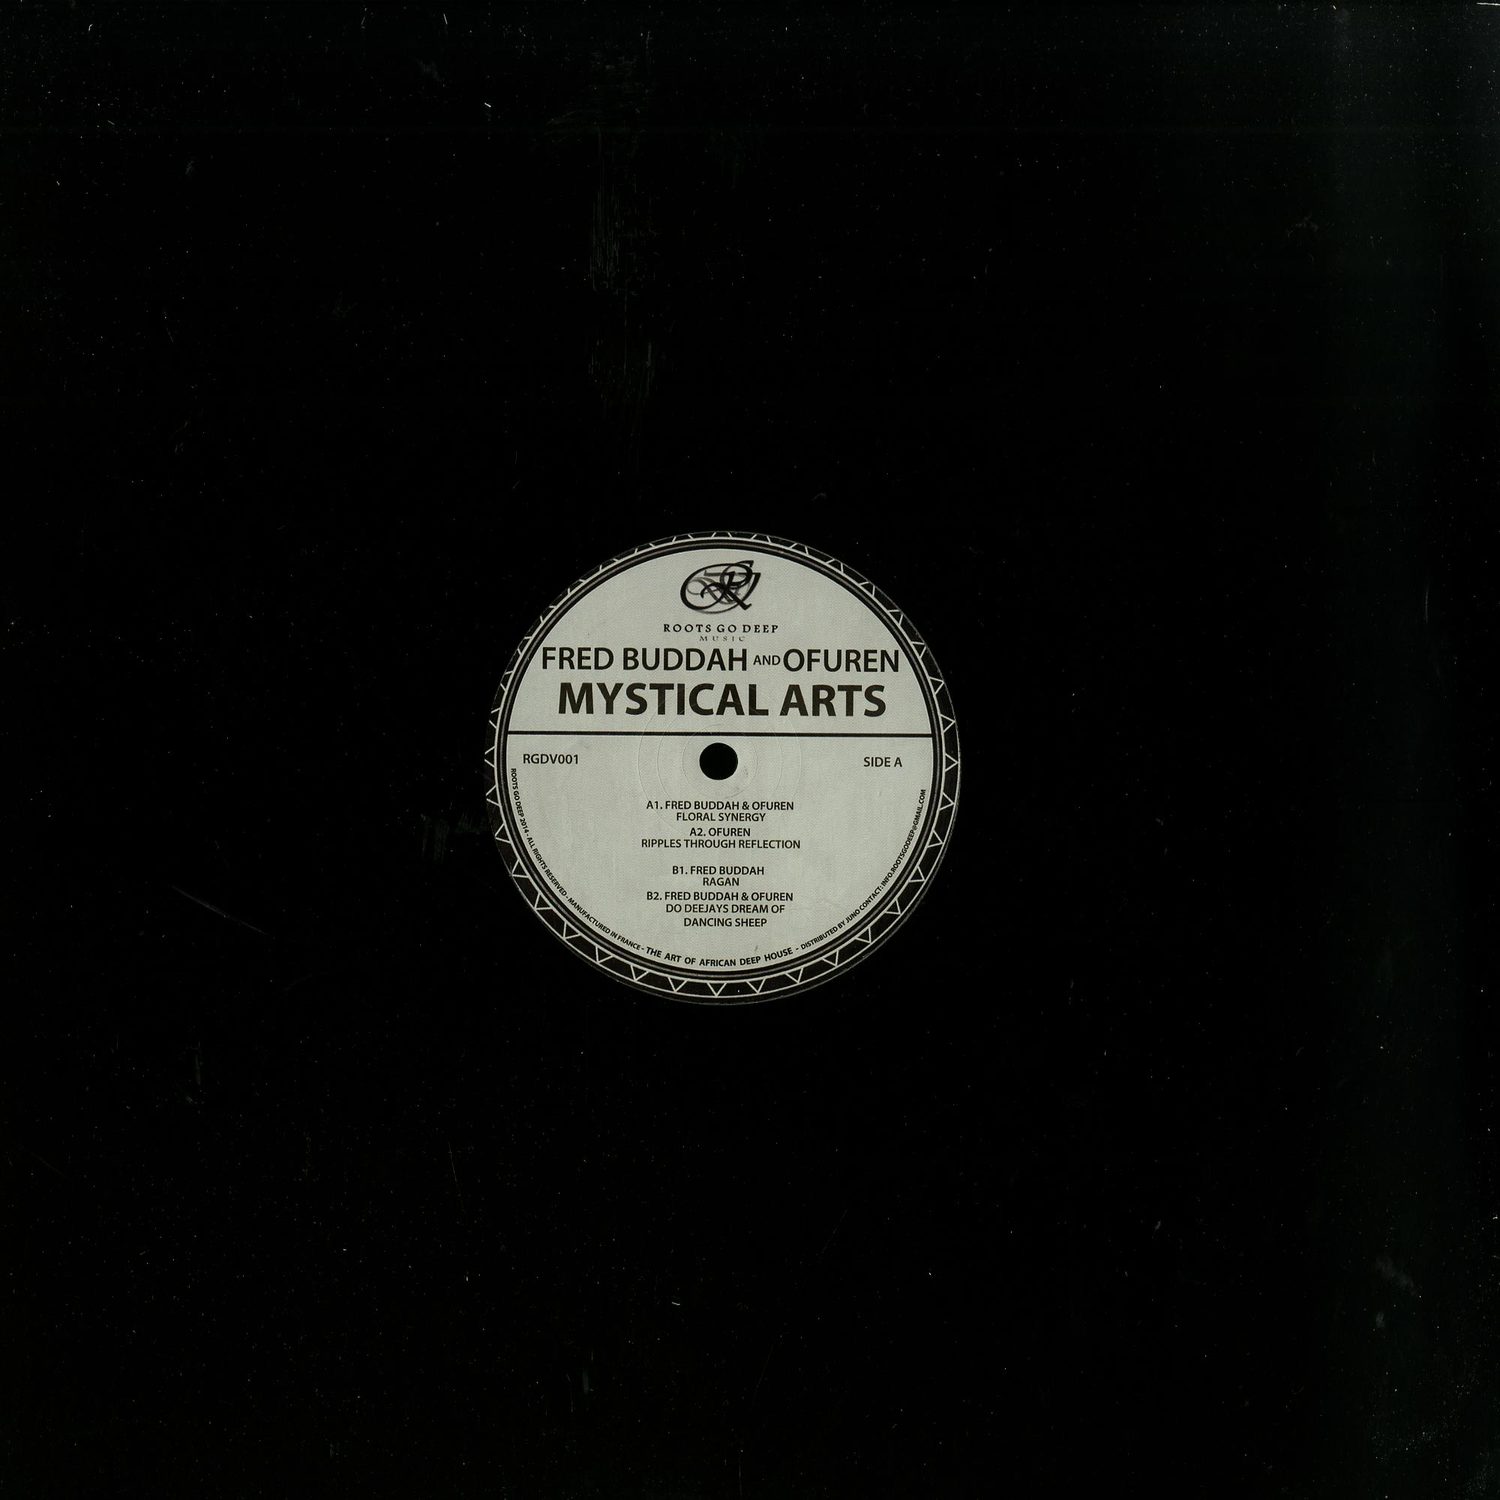 ROOTS GO DEEP
MUSIC
FRED BUDDAH AND OFUREN
MYSTICAL ARTS
RGDV001
SIDE A
A1. FRED BUDDAH & OFUREN
FLORAL SYNERGY
A2. OFUREN
RIPPLES THROUGH REFLECTION
B1. FRED BUDDAH
RAGAN
B2. FRED BUDDAH & OFUREN
DO DEEJAYS DREAM OF
DANCING SHEEP
ROOTS GO DEEP 2014 - ALL RIGHTS RESERVED - MANUFACTURED IN FRANCE - THE ART OF AFRICAN DEEP HOUSE - DISTRIBUTED BY JUNO CONTACT: INFO.ROOTSGODEEP@GMAIL.COM